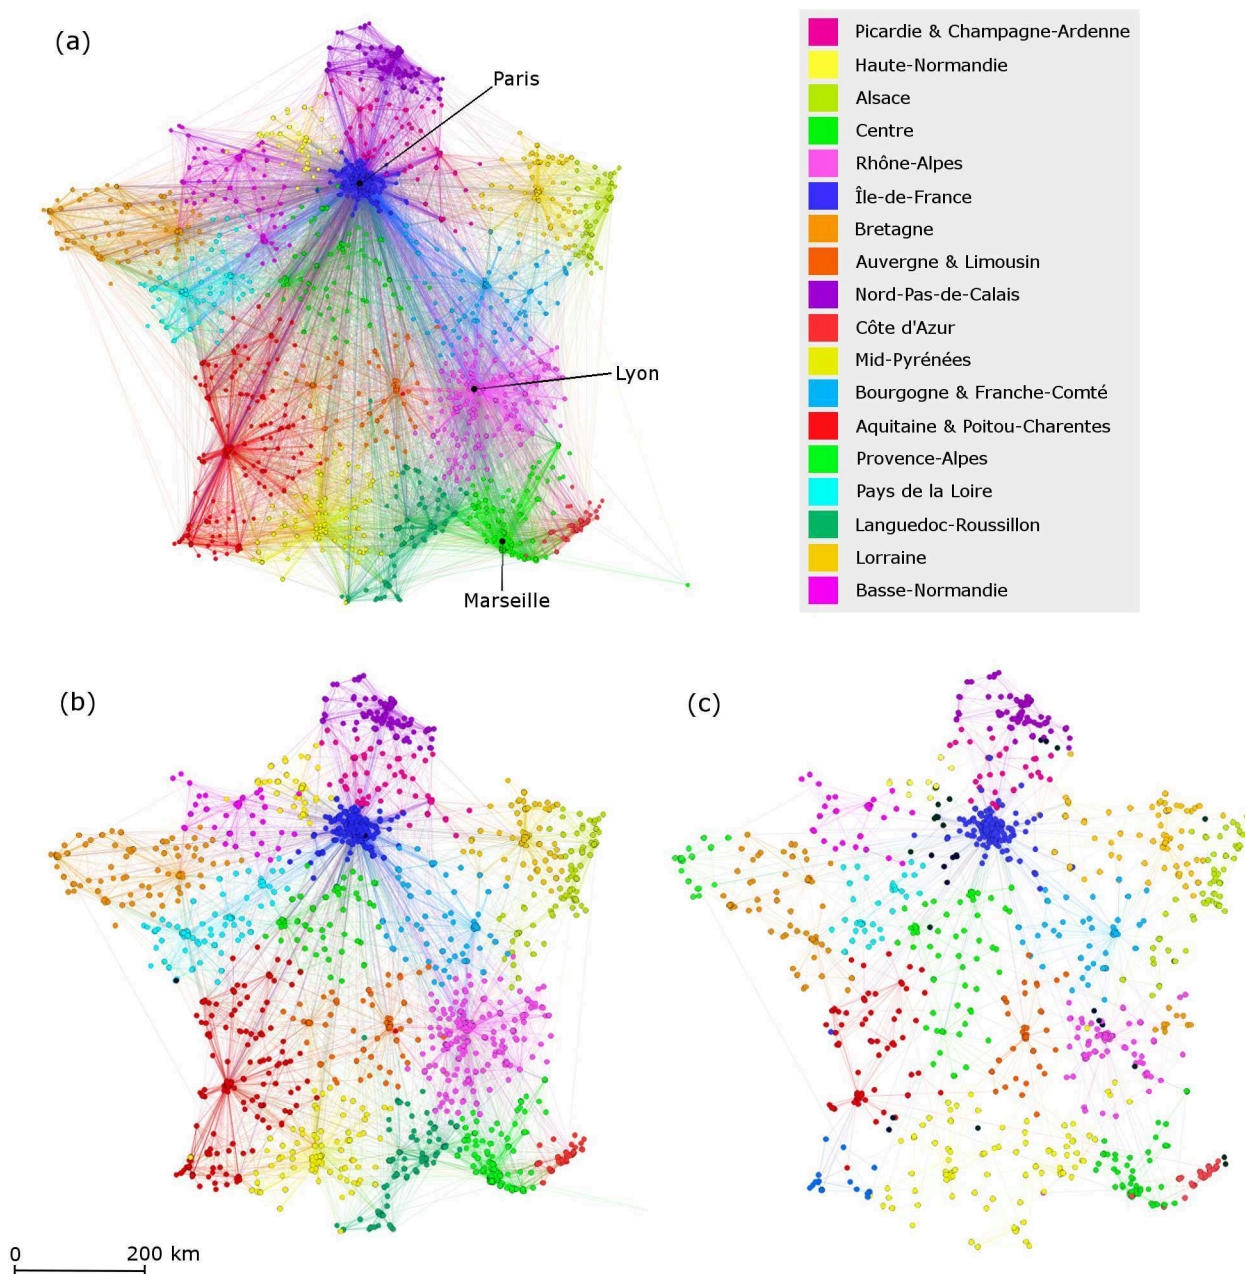 (a)
Paris
Lyon
Marseille
Picardie & Champagne-Ardenne
Haute-Normandie
Alsace
Centre
Rhône-Alpes
Île-de-France
Bretagne
Auvergne & Limousin
Nord-Pas-de-Calais
Côte d'Azur
Mid-Pyrénées
Bourgogne & Franche-Comté
Aquitaine & Poitou-Charentes
Provence-Alpes
Pays de la Loire
Languedoc-Roussillon
Lorraine
Basse-Normandie
(b)
(c)
0 200 km